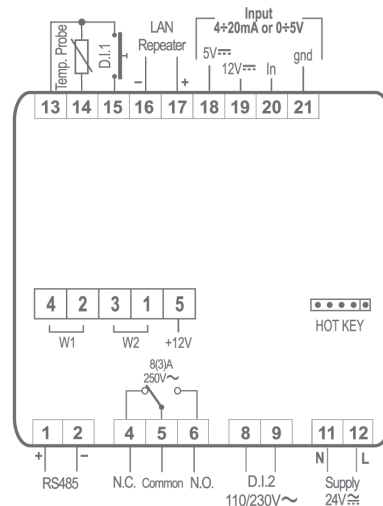 Temp. Probe
D.I.1
LAN
Repeater
Input
4÷20mA or 0÷5V
5V⎓
12V⎓
In
gnd
− +
13 14 15 16 17 18 19 20 21
4 2 3 1 5
W1 W2 +12V
HOT KEY
8(3)A
250V~
1 2 4 5 6 8 9 11 12
+ − N L
RS485 N.C. Common N.O. D.I.2 Supply
110/230V~ 24V≂